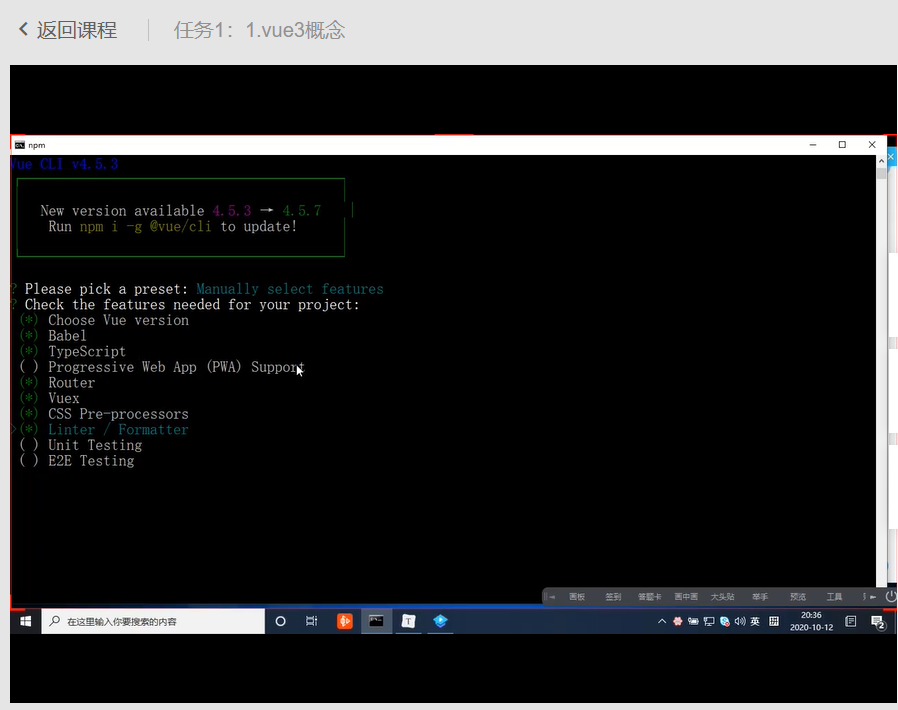 返回课程 任务1：1.vue3概念
npm
Vue CLI v4.5.3
New version available 4.5.3 → 4.5.7
Run npm i -g @vue/cli to update!
? Please pick a preset: Manually select features
? Check the features needed for your project:
(*) Choose Vue version
(*) Babel
(*) TypeScript
( ) Progressive Web App (PWA) Support
(*) Router
(*) Vuex
(*) CSS Pre-processors
>(*) Linter / Formatter
( ) Unit Testing
( ) E2E Testing
画板 签到 答题卡 画中画 大头贴 举手 预览 工具
在这里输入你要搜索的内容
英
20:36
2020-10-12
2